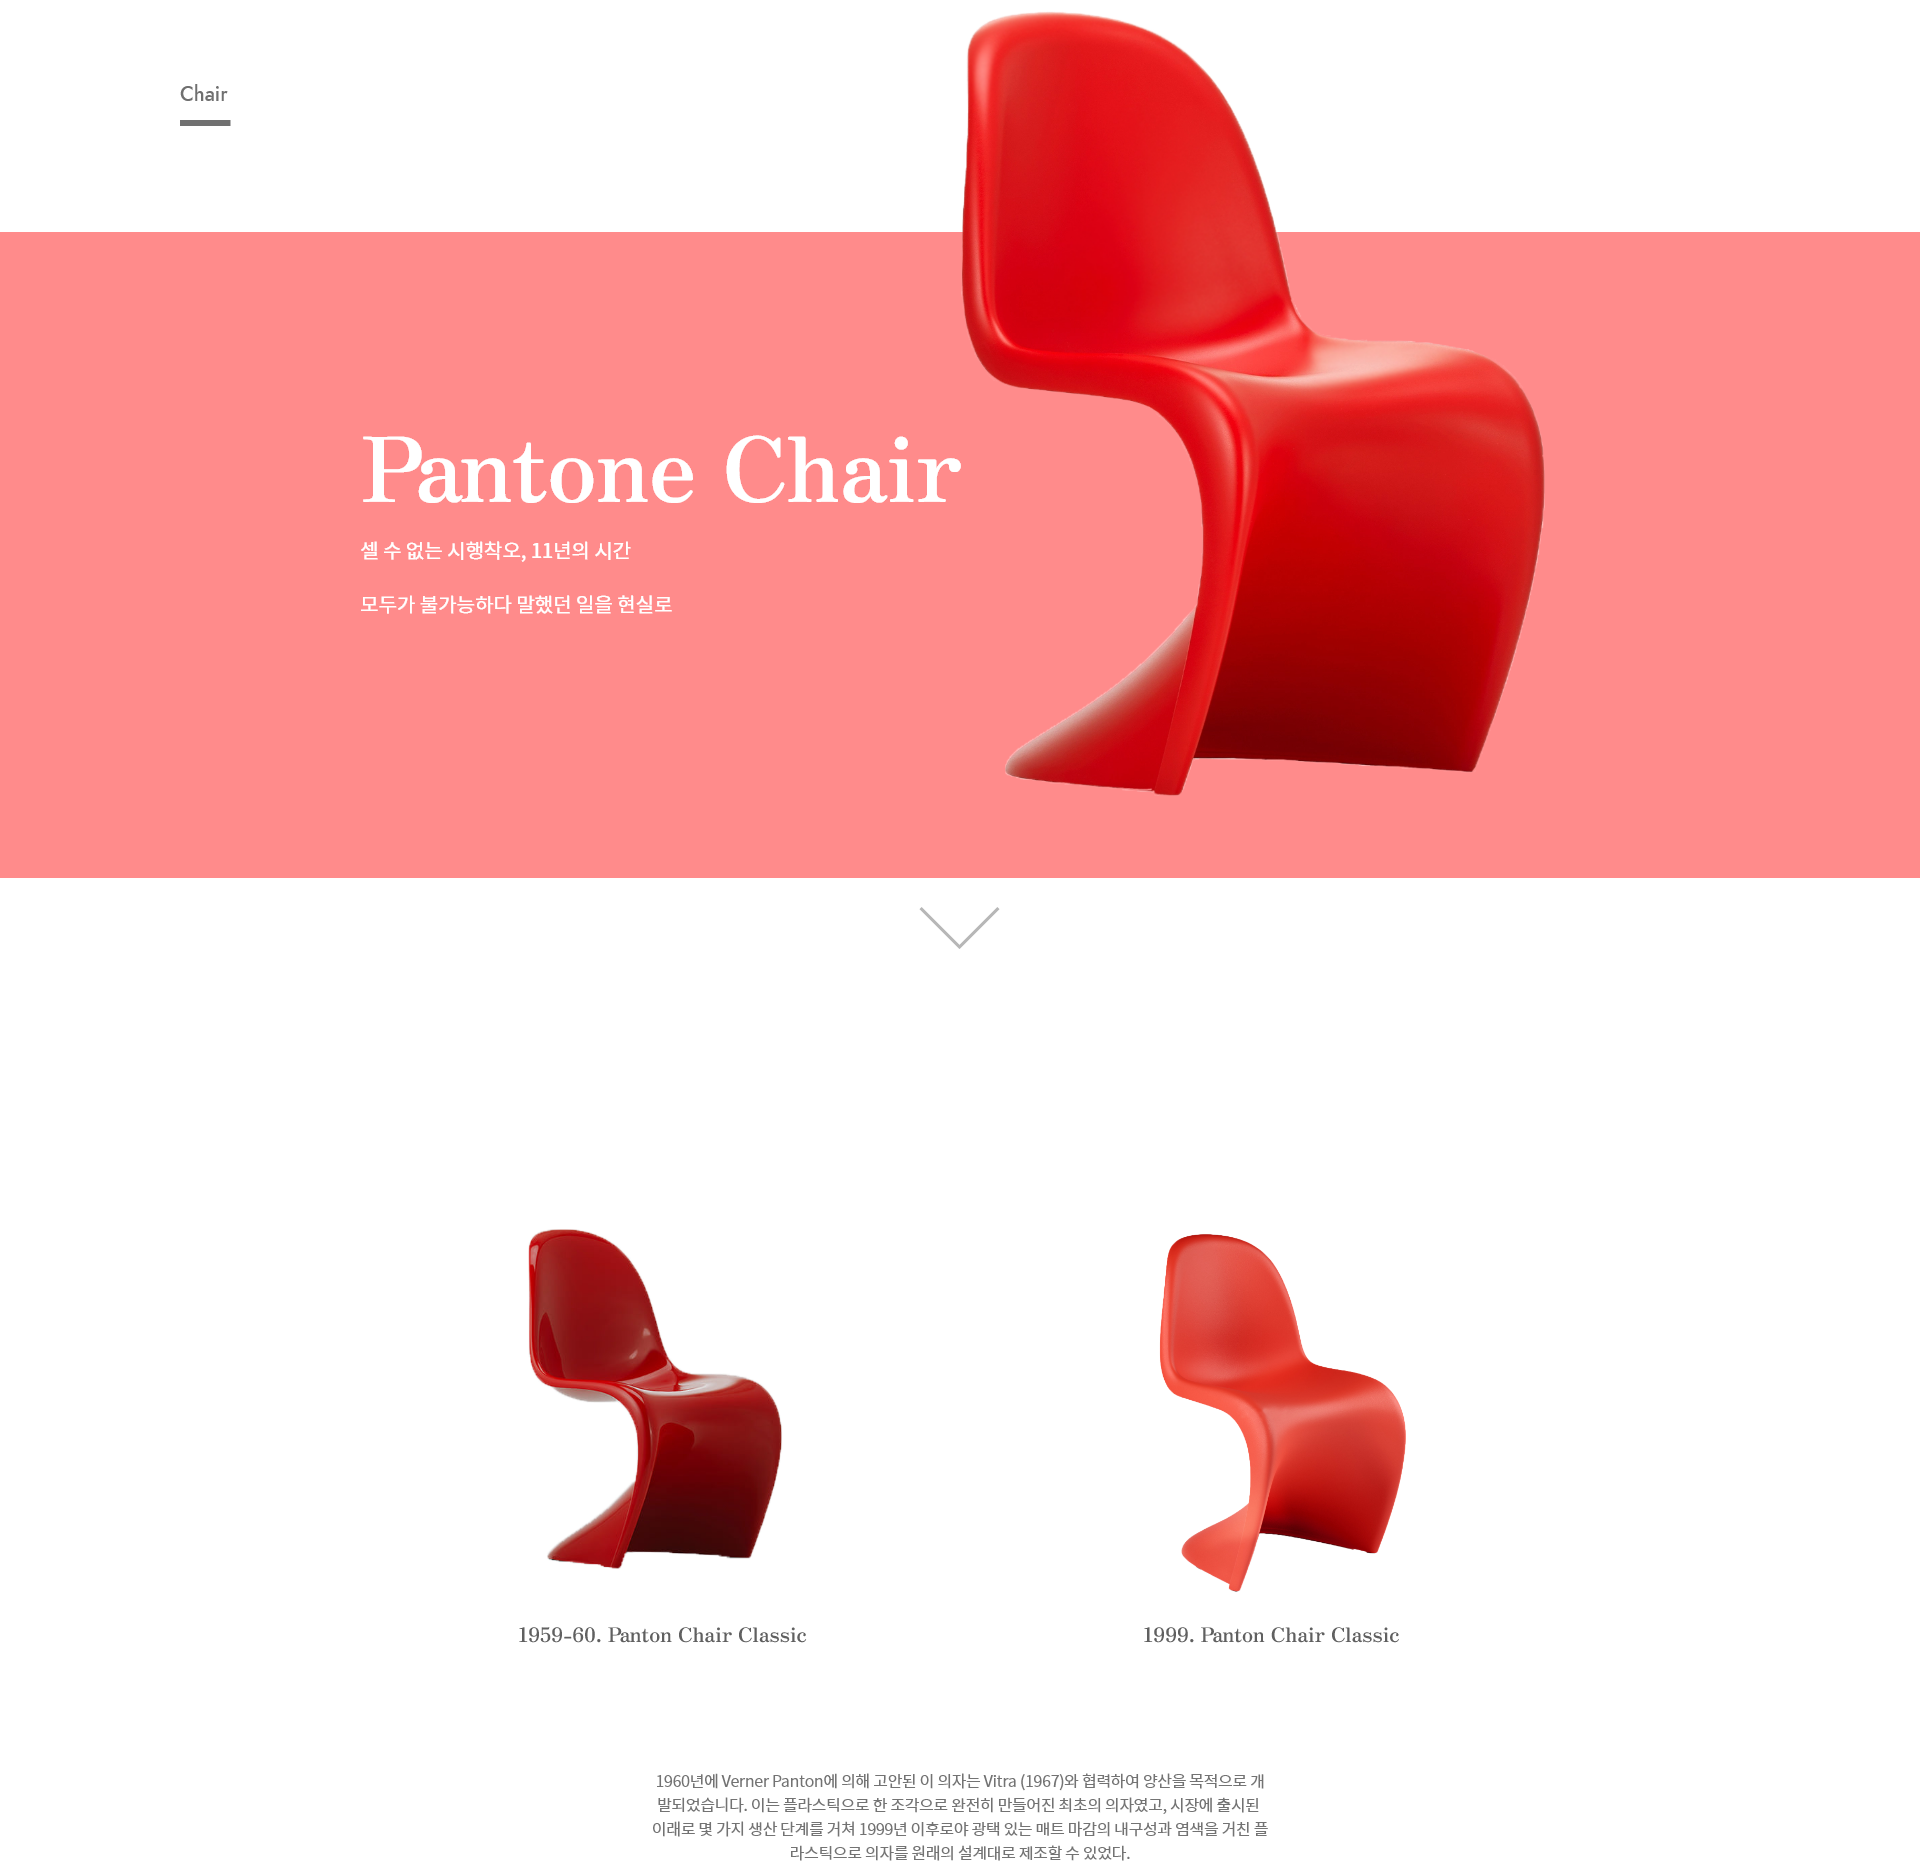 Chair
Pantone Chair
셀 수 없는 시행착오, 11년의 시간
모두가 불가능하다 말했던 일을 현실로
1959-60. Panton Chair Classic
1999. Panton Chair Classic
1960년에 Verner Panton에 의해 고안된 이 의자는 Vitra (1967)와 협력하여 양산을 목적으로 개
발되었습니다. 이는 플라스틱으로 한 조각으로 완전히 만들어진 최초의 의자였고, 시장에 출시된
이래로 몇 가지 생산 단계를 거쳐 1999년 이후로야 광택 있는 매트 마감의 내구성과 염색을 거친 플
라스틱으로 의자를 원래의 설계대로 제조할 수 있었다.